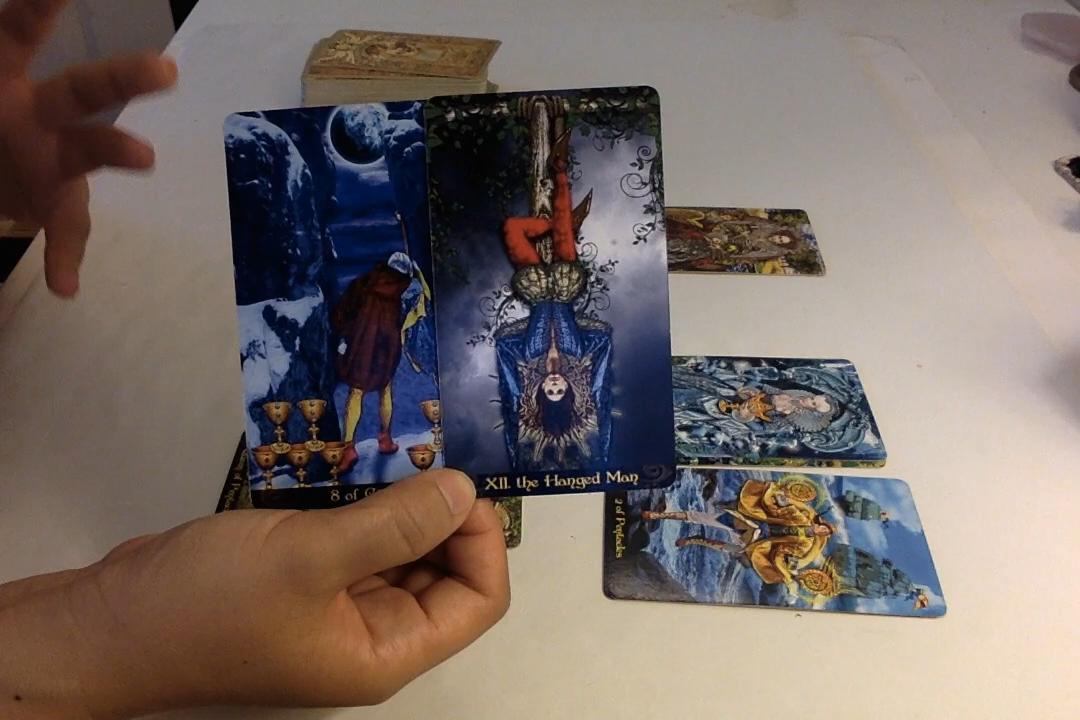 8 of
XII. the Hanged Man
2 of Pentacles